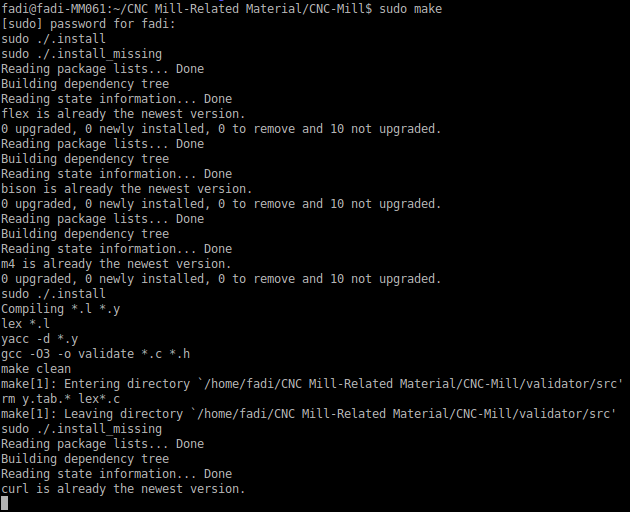 fadi@fadi-MM061:~/CNC Mill-Related Material/CNC-Mill$ sudo make
[sudo] password for fadi:
sudo ./.install
sudo ./.install_missing
Reading package lists... Done
Building dependency tree
Reading state information... Done
flex is already the newest version.
0 upgraded, 0 newly installed, 0 to remove and 10 not upgraded.
Reading package lists... Done
Building dependency tree
Reading state information... Done
bison is already the newest version.
0 upgraded, 0 newly installed, 0 to remove and 10 not upgraded.
Reading package lists... Done
Building dependency tree
Reading state information... Done
m4 is already the newest version.
0 upgraded, 0 newly installed, 0 to remove and 10 not upgraded.
sudo ./.install
Compiling *.l *.y
lex *.l
yacc -d *.y
gcc -O3 -o validate *.c *.h
make clean
make[1]: Entering directory `/home/fadi/CNC Mill-Related Material/CNC-Mill/validator/src'
rm y.tab.* lex*.c
make[1]: Leaving directory `/home/fadi/CNC Mill-Related Material/CNC-Mill/validator/src'
sudo ./.install_missing
Reading package lists... Done
Building dependency tree
Reading state information... Done
curl is already the newest version.